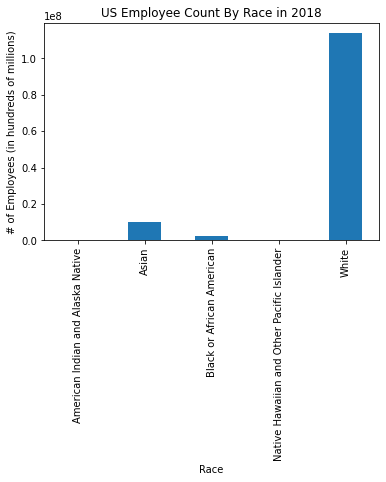 US Employee Count By Race in 2018
1e8
# of Employees (in hundreds of millions)
1.0
0.8
0.6
0.4
0.2
0.0
American Indian and Alaska Native
Asian
Black or African American
Native Hawaiian and Other Pacific Islander
White
Race